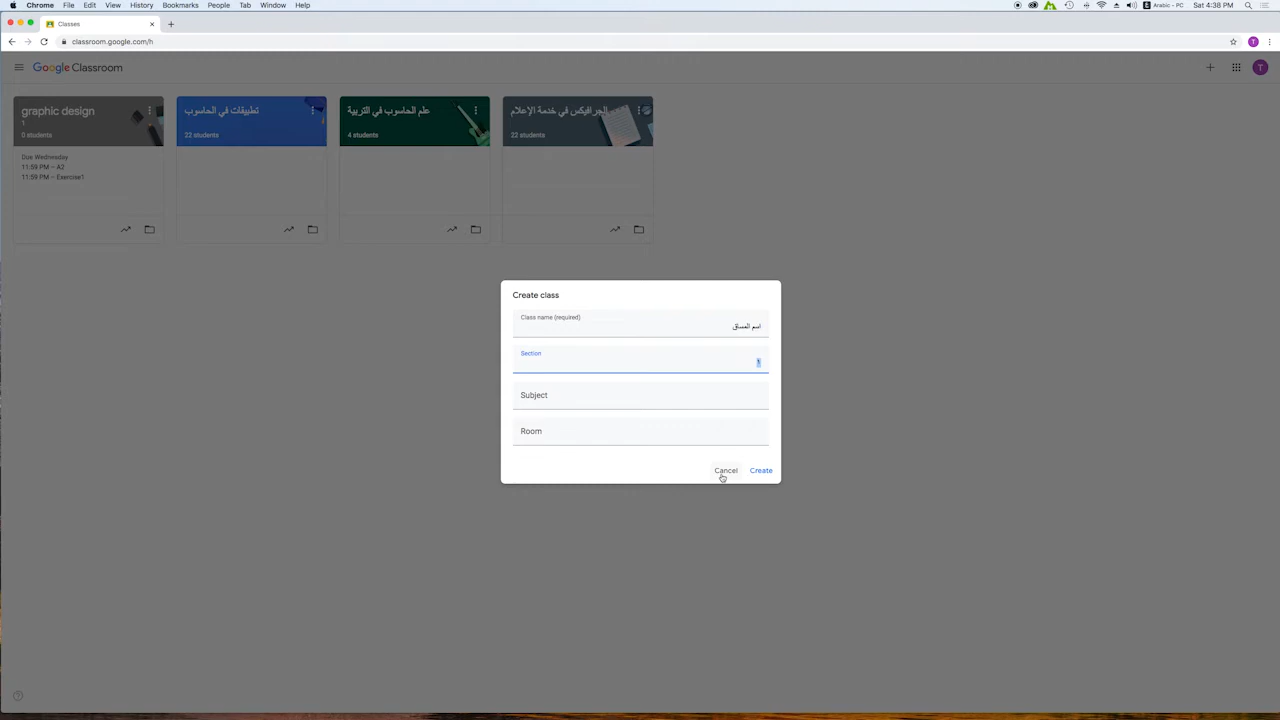 Chrome File Edit View History Bookmarks People Tab Window Help
Arabic - PC Sat 4:38 PM
Classes
classroom.google.com/h
T
Google Classroom
T
graphic design
1
0 students
تطبيقات في الحاسوب
22 students
علم الحاسوب في التربية
4 students
الجرافيكس في خدمة الإعلام
22 students
Due Wednesday
11:59 PM – A2
11:59 PM – Exercise1
Create class
Class name (required)
اسم المساق
Section
1
Subject
Room
Cancel Create